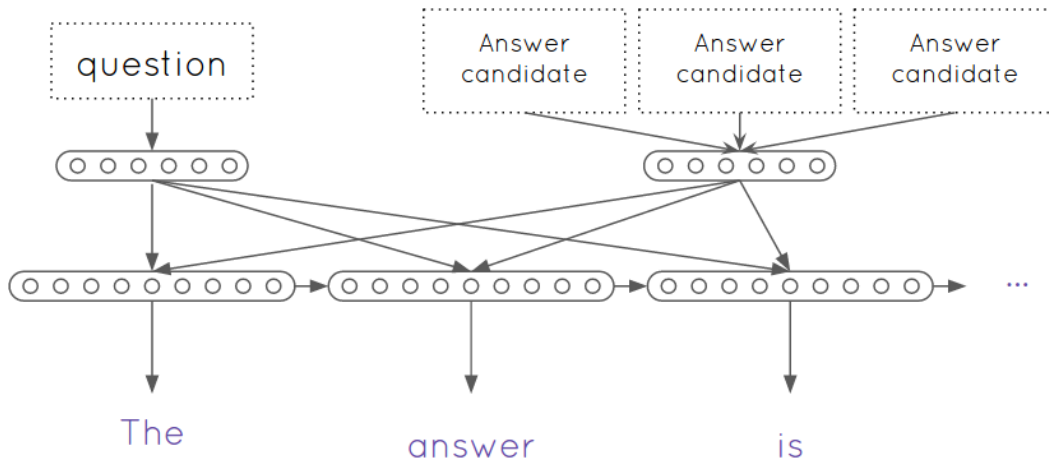 question
Answer
candidate
Answer
candidate
Answer
candidate
...
The
answer
is